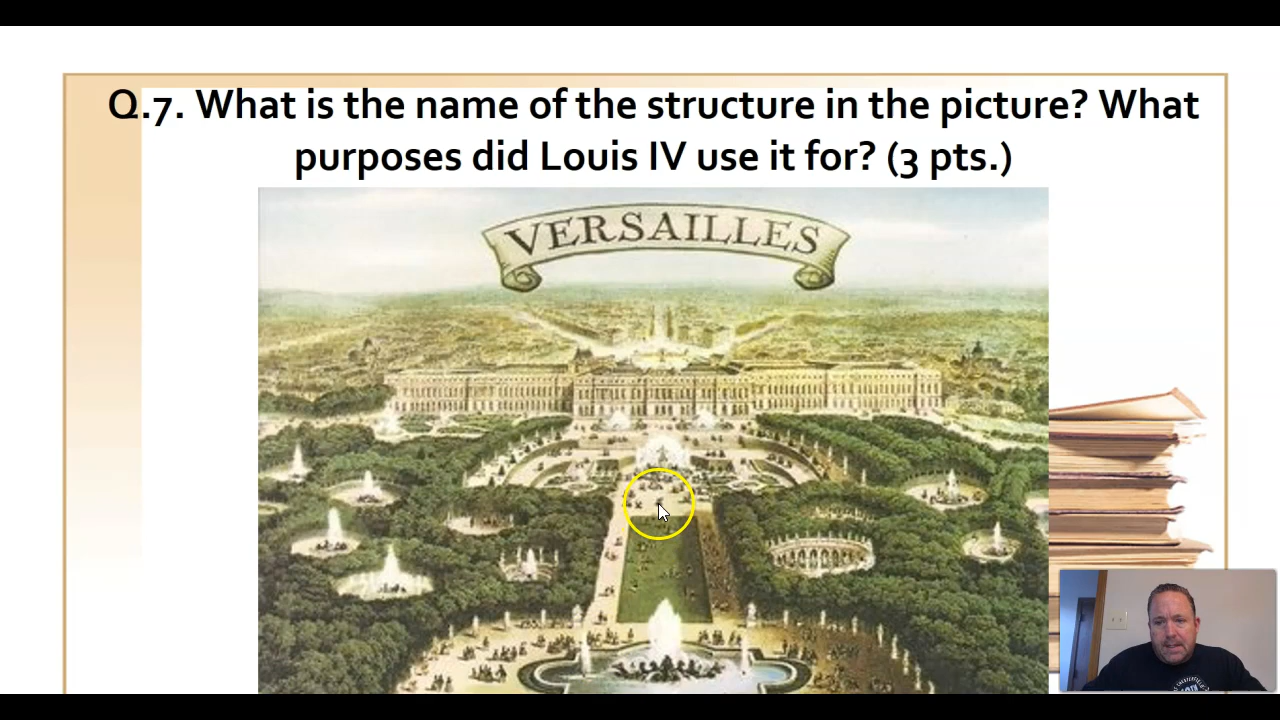 Q.7. What is the name of the structure in the picture? What
purposes did Louis IV use it for? (3 pts.)
VERSAILLES